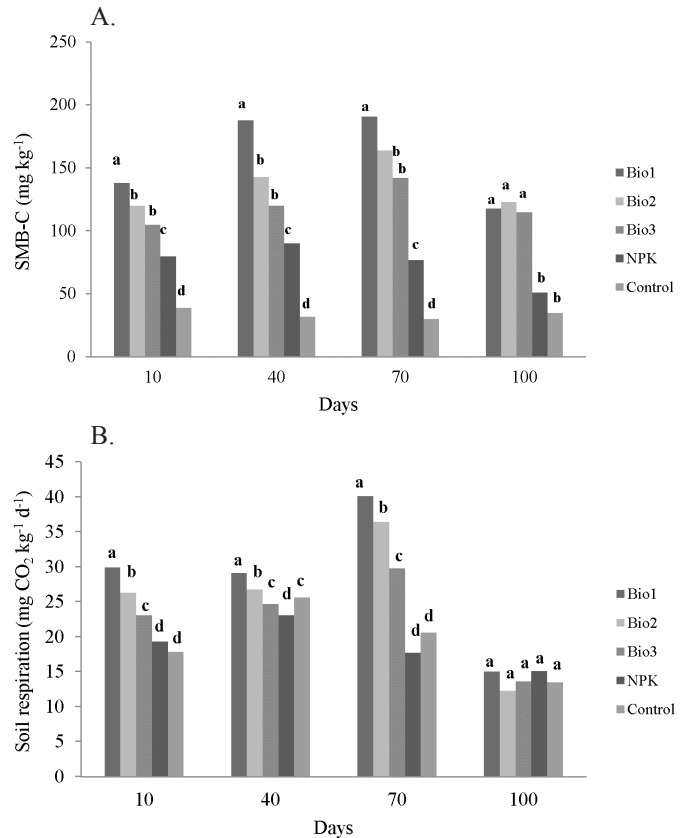 A.
250
200
150
100
50
0
SMB-C (mg kg⁻¹)
a b b c d
a b b c d
a b b c d
a a a b b
10 40 70 100
Days
Bio1
Bio2
Bio3
NPK
Control
B.
45
40
35
30
25
20
15
10
5
0
Soil respiration (mg CO₂ kg⁻¹ d⁻¹)
a b c d d
a b c d c
a b c d d
a a a a a
10 40 70 100
Days
Bio1
Bio2
Bio3
NPK
Control